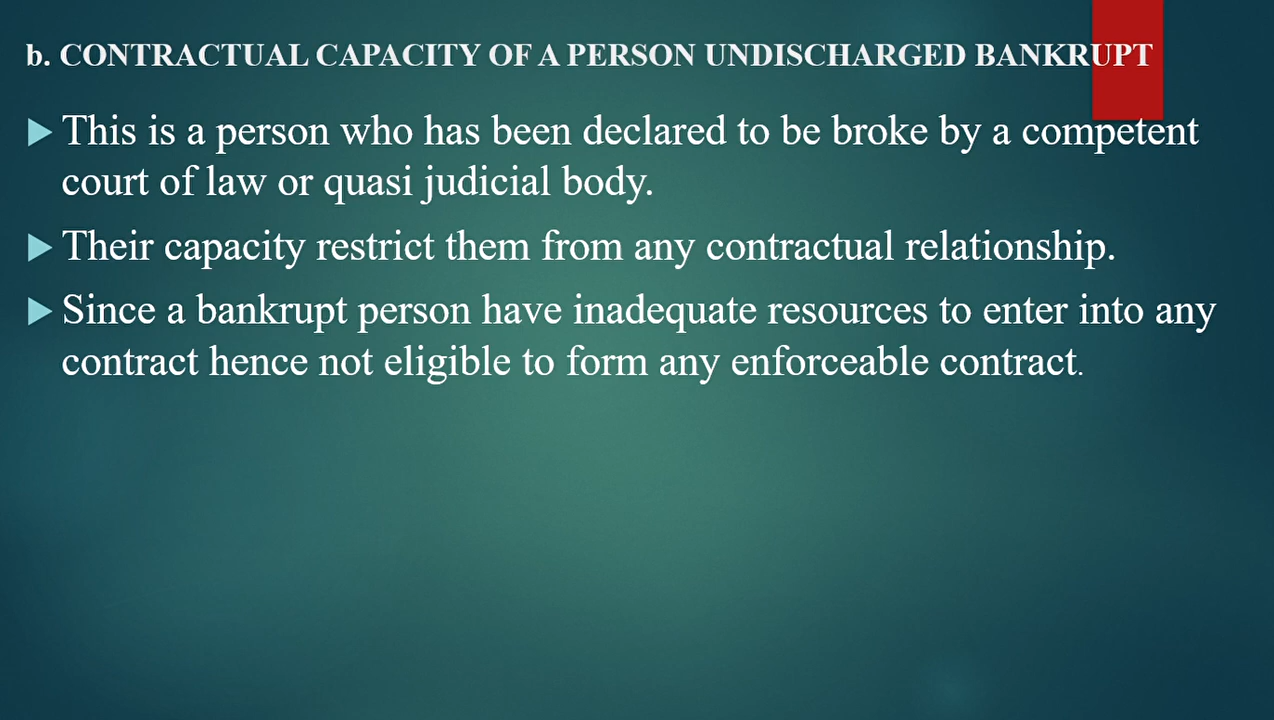 b. CONTRACTUAL CAPACITY OF A PERSON UNDISCHARGED BANKRUPT
This is a person who has been declared to be broke by a competent
court of law or quasi judicial body.
Their capacity restrict them from any contractual relationship.
Since a bankrupt person have inadequate resources to enter into any
contract hence not eligible to form any enforceable contract.